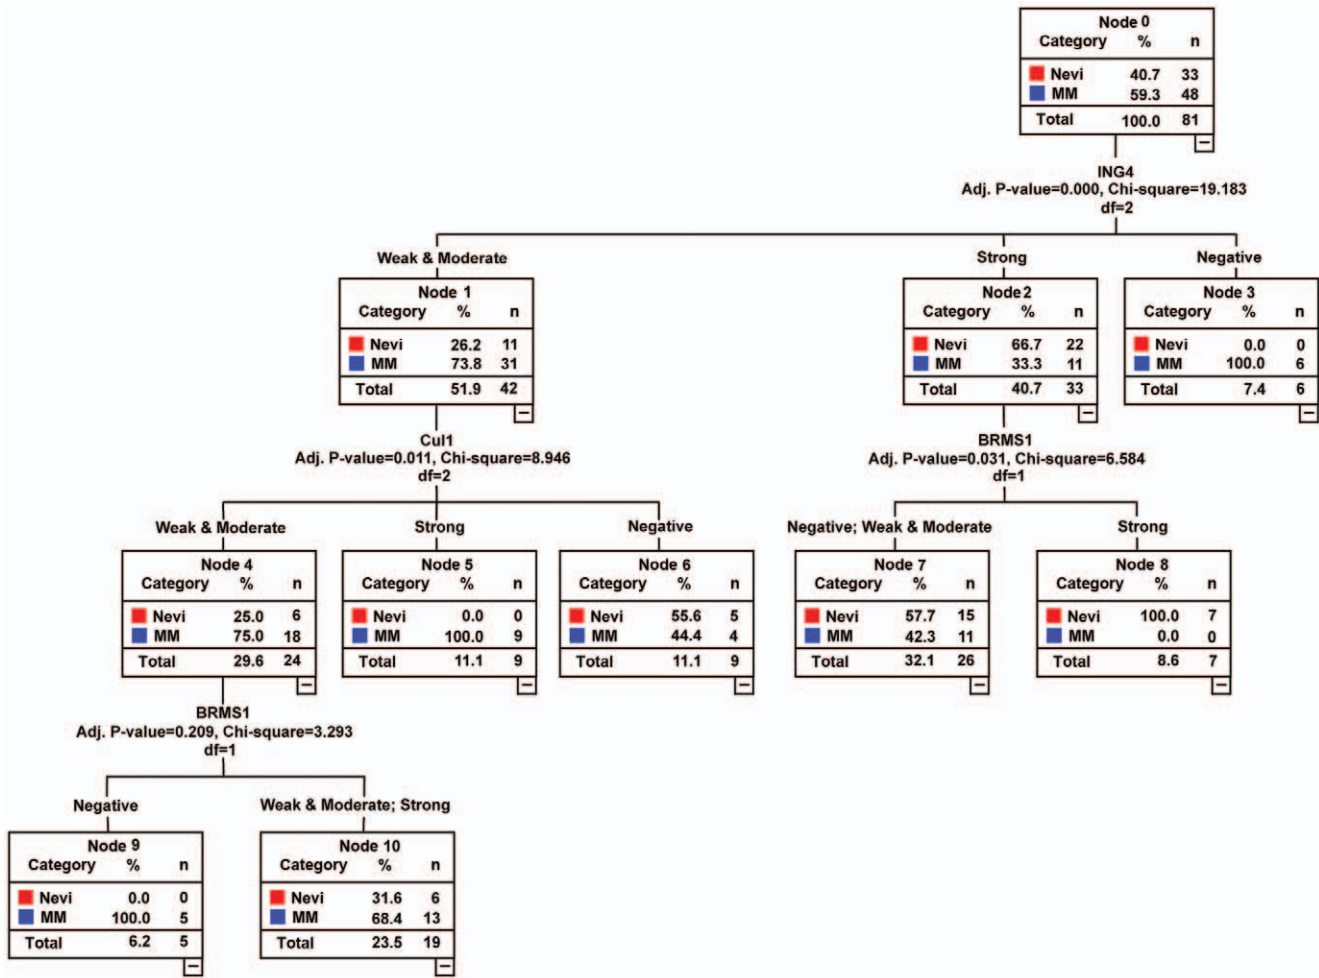 Node 0
Category % n
Nevi 40.7 33
MM 59.3 48
Total 100.0 81
ING4
Adj. P-value=0.000, Chi-square=19.183
df=2
Weak & Moderate
Strong
Negative
Node 1
Category % n
Nevi 26.2 11
MM 73.8 31
Total 51.9 42
Node2
Category % n
Nevi 66.7 22
MM 33.3 11
Total 40.7 33
Node 3
Category % n
Nevi 0.0 0
MM 100.0 6
Total 7.4 6
Cul1
Adj. P-value=0.011, Chi-square=8.946
df=2
BRMS1
Adj. P-value=0.031, Chi-square=6.584
df=1
Weak & Moderate
Strong
Negative
Negative; Weak & Moderate
Strong
Node 4
Category % n
Nevi 25.0 6
MM 75.0 18
Total 29.6 24
Node 5
Category % n
Nevi 0.0 0
MM 100.0 9
Total 11.1 9
Node 6
Category % n
Nevi 55.6 5
MM 44.4 4
Total 11.1 9
Node 7
Category % n
Nevi 57.7 15
MM 42.3 11
Total 32.1 26
Node 8
Category % n
Nevi 100.0 7
MM 0.0 0
Total 8.6 7
BRMS1
Adj. P-value=0.209, Chi-square=3.293
df=1
Negative
Weak & Moderate; Strong
Node 9
Category % n
Nevi 0.0 0
MM 100.0 5
Total 6.2 5
Node 10
Category % n
Nevi 31.6 6
MM 68.4 13
Total 23.5 19